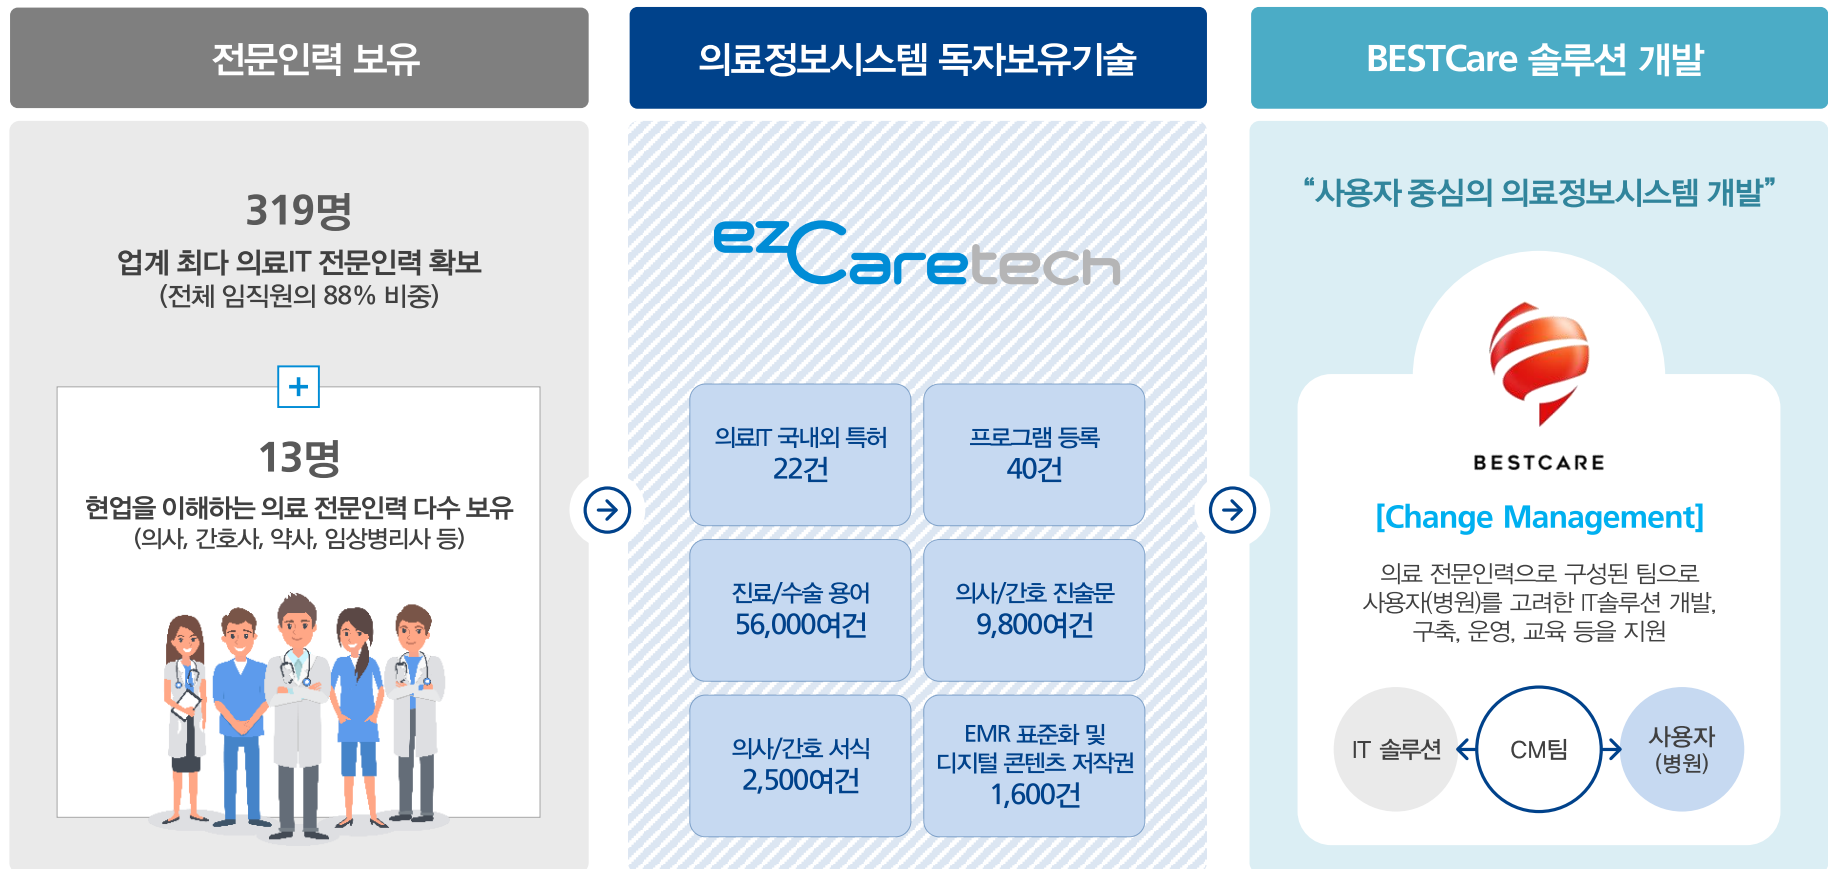 전문인력 보유
319명
업계 최다 의료IT 전문인력 확보
(전체 임직원의 88% 비중)
+
13명
현업을 이해하는 의료 전문인력 다수 보유
(의사, 간호사, 약사, 임상병리사 등)
의료정보시스템 독자보유기술
ezCaretech
의료IT 국내외 특허
22건
프로그램 등록
40건
진료/수술 용어
56,000여건
의사/간호 진술문
9,800여건
의사/간호 서식
2,500여건
EMR 표준화 및
디지털 콘텐츠 저작권
1,600건
BESTCare 솔루션 개발
“사용자 중심의 의료정보시스템 개발”
BESTCARE
[Change Management]
의료 전문인력으로 구성된 팀으로
사용자(병원)를 고려한 IT솔루션 개발,
구축, 운영, 교육 등을 지원
IT 솔루션
CM팀
사용자
(병원)